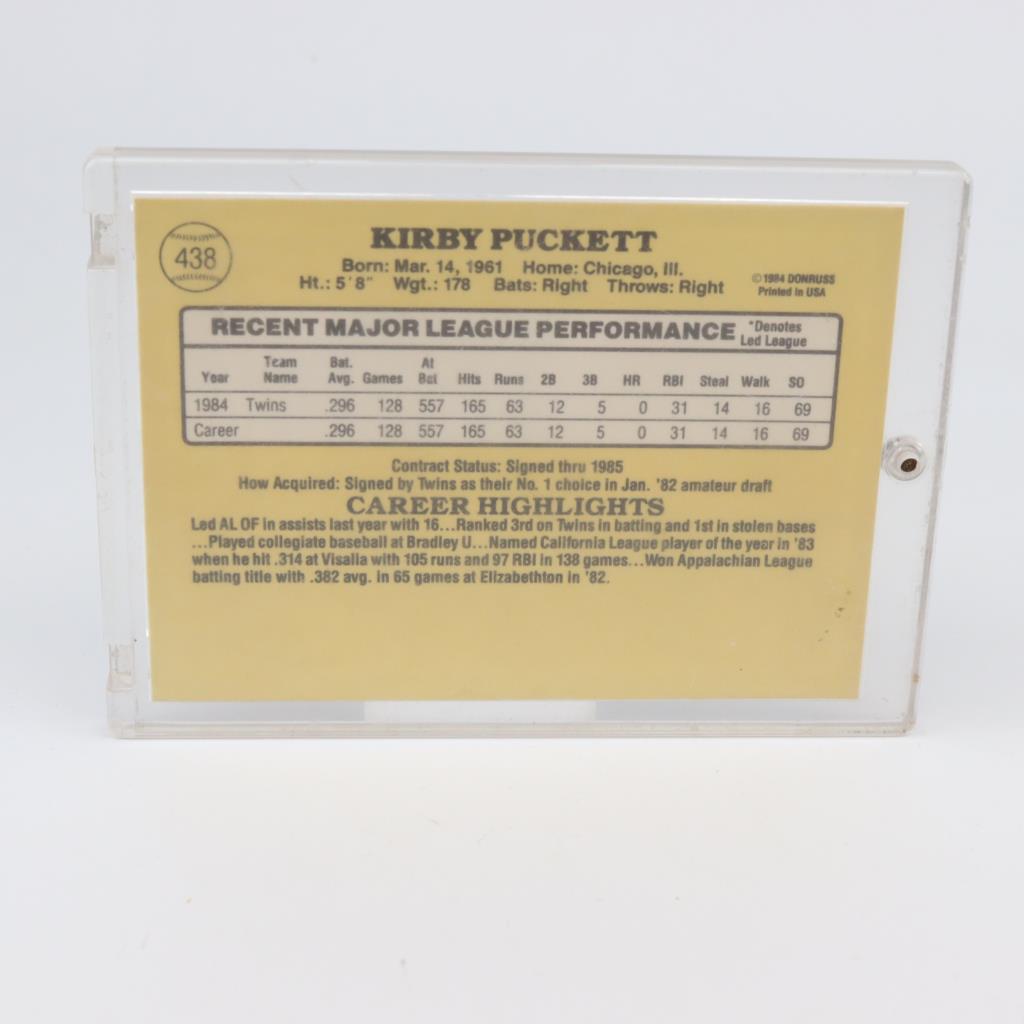 438
KIRBY PUCKETT
Born: Mar. 14, 1961 Home: Chicago, Ill.
Ht.: 5'8" Wgt.: 178 Bats: Right Throws: Right
©1984 DONRUSS
Printed in USA
RECENT MAJOR LEAGUE PERFORMANCE
*Denotes
Led League
Year Team Name Bat. Avg. Games At Bat Hits Runs 2B 3B HR RBI Steal Walk SO
1984 Twins .296 128 557 165 63 12 5 0 31 14 16 69
Career .296 128 557 165 63 12 5 0 31 14 16 69
Contract Status: Signed thru 1985
How Acquired: Signed by Twins as their No. 1 choice in Jan. '82 amateur draft
CAREER HIGHLIGHTS
Led AL OF in assists last year with 16...Ranked 3rd on Twins in batting and 1st in stolen bases
...Played collegiate baseball at Bradley U...Named California League player of the year in '83
when he hit .314 at Visalia with 105 runs and 97 RBI in 138 games...Won Appalachian League
batting title with .382 avg. in 65 games at Elizabethton in '82.